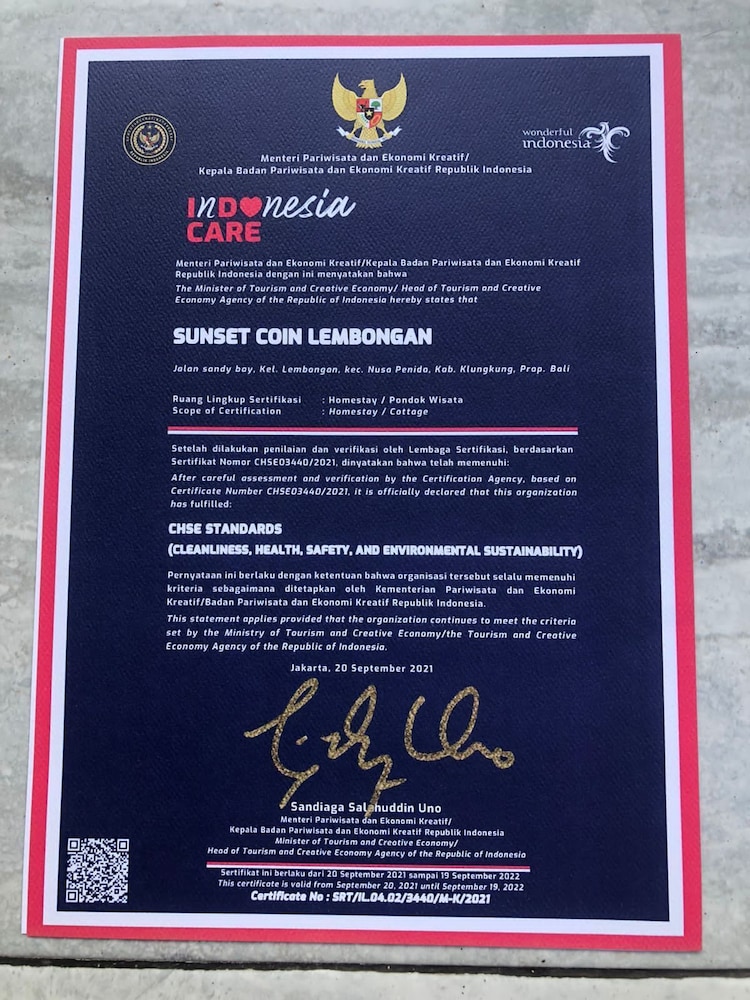 wonderful
indonesia
Menteri Pariwisata dan Ekonomi Kreatif/
Kepala Badan Pariwisata dan Ekonomi Kreatif Republik Indonesia
INDONesia
CARE
Menteri Pariwisata dan Ekonomi Kreatif/Kepala Badan Pariwisata dan Ekonomi Kreatif
Republik Indonesia dengan ini menyatakan bahwa
The Minister of Tourism and Creative Economy/ Head of Tourism and Creative
Economy Agency of the Republic of Indonesia hereby states that
SUNSET COIN LEMBONGAN
Jalan sandy bay, Kel. Lembongan, kec. Nusa Penida, Kab. Klungkung, Prap. Bali
Ruang Lingkup Sertifikasi : Homestay / Pondok Wisata
Scope of Certification : Homestay / Cottage
Setelah dilakukan penilaian dan verifikasi oleh Lembaga Sertifikasi, berdasarkan
Sertifikat Nomor CHSE03440/2021, dinyatakan bahwa telah memenuhi:
After careful assessment and verification by the Certification Agency, based on
Certificate Number CHSE03440/2021, it is officially declared that this organization
has fulfilled:
CHSE STANDARDS
(CLEANLINESS, HEALTH, SAFETY, AND ENVIRONMENTAL SUSTAINABILITY)
Pernyataan ini berlaku dengan ketentuan bahwa organisasi tersebut selalu memenuhi
kriteria sebagaimana ditetapkan oleh Kementerian Pariwisata dan Ekonomi
Kreatif/Badan Pariwisata dan Ekonomi Kreatif Republik Indonesia.
This statement applies provided that the organization continues to meet the criteria
set by the Ministry of Tourism and Creative Economy/the Tourism and Creative
Economy Agency of the Republic of Indonesia.
Jakarta, 20 September 2021
Sandiaga Salahuddin Uno
Menteri Pariwisata dan Ekonomi Kreatif/
Kepala Badan Pariwisata dan Ekonomi Kreatif Republik Indonesia
Minister of Tourism and Creative Economy/
Head of Tourism and Creative Economy Agency of the Republic of Indonesia
Sertifikat ini berlaku dari 20 September 2021 sampai 19 September 2022
This certificate is valid from September 20, 2021 until September 19, 2022
Certificate No : SRT/IL.04.02/3440/M-K/2021